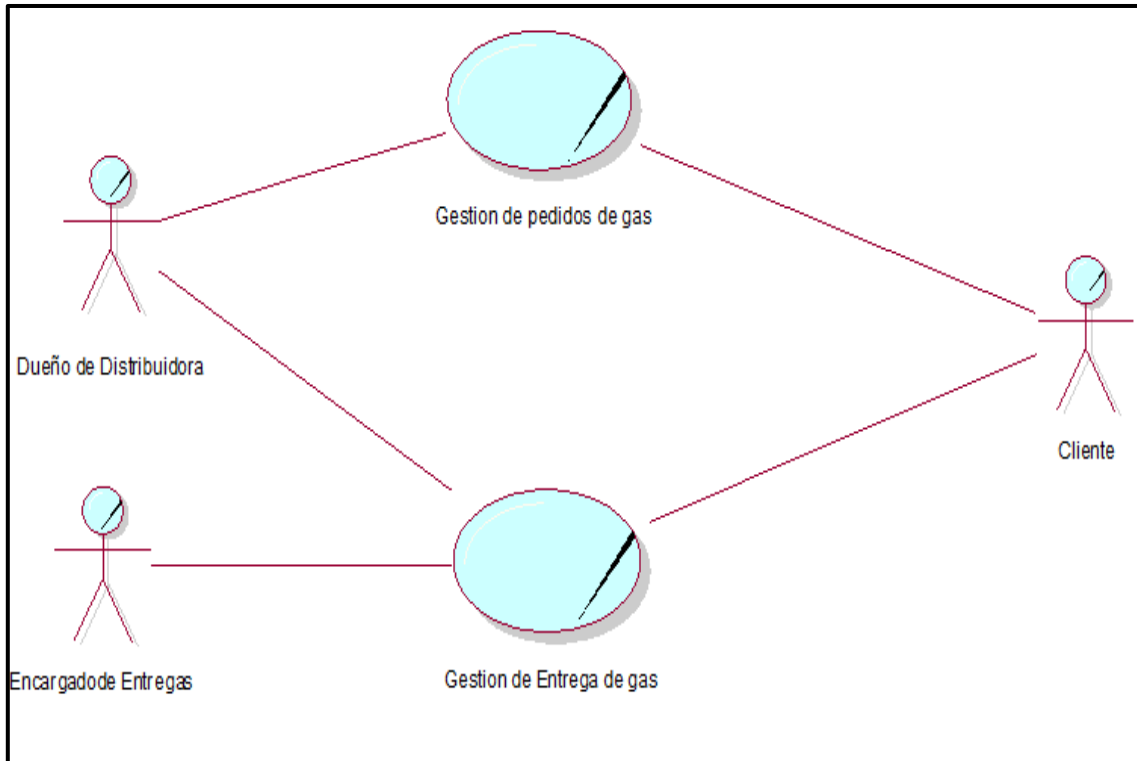 Gestion de pedidos de gas
Dueño de Distribuidora
Cliente
Encargadode Entregas
Gestion de Entrega de gas